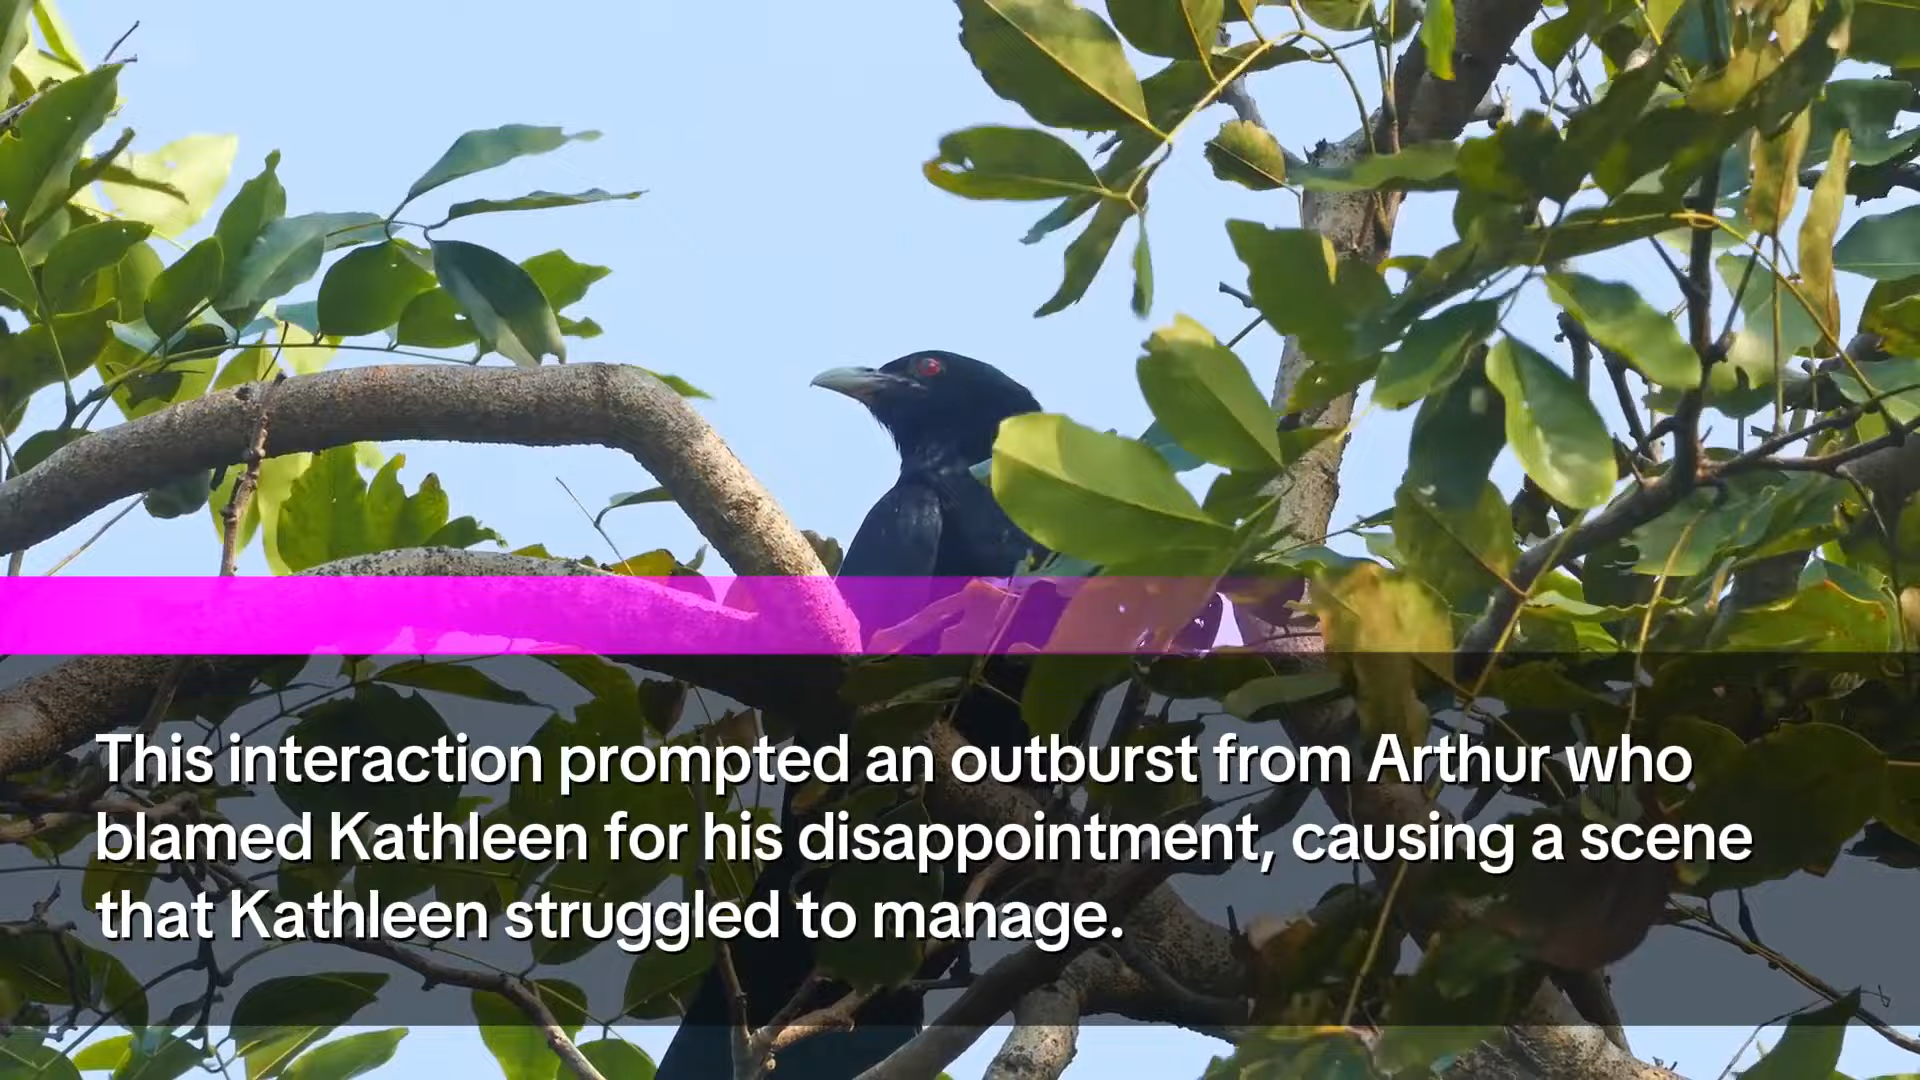 This interaction prompted an outburst from Arthur who
blamed Kathleen for his disappointment, causing a scene
that Kathleen struggled to manage.